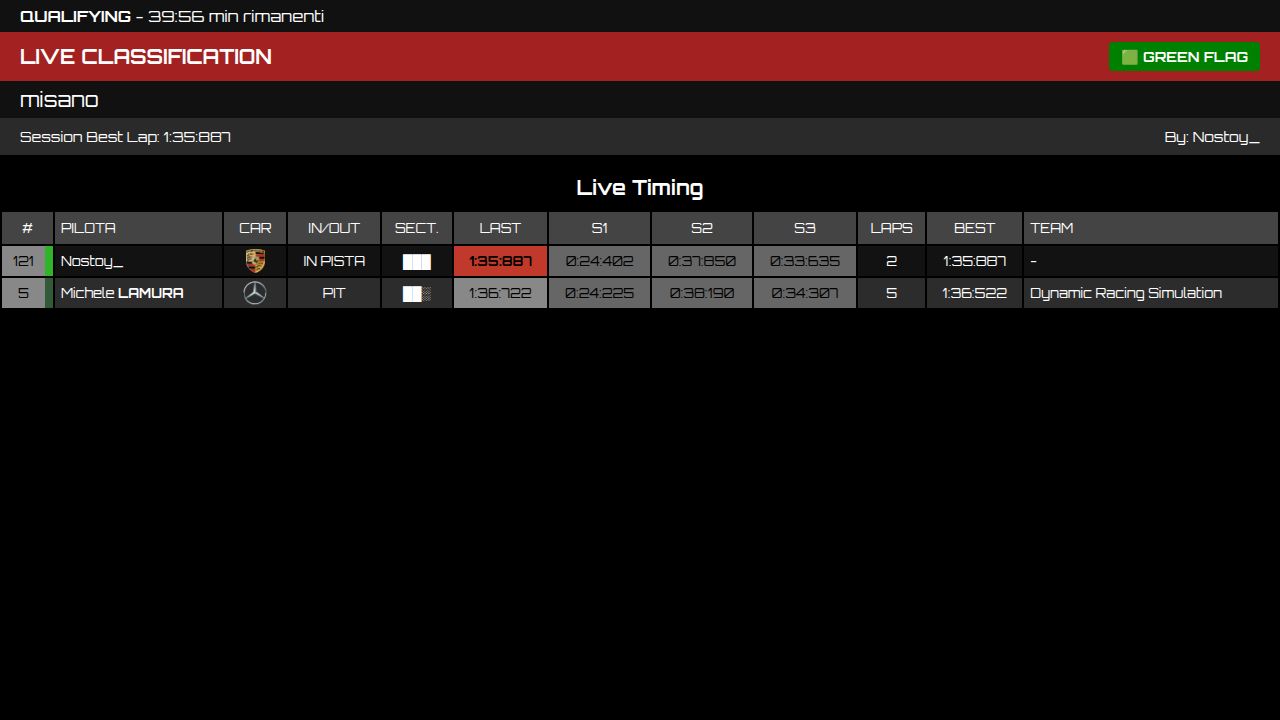 QUALIFYING - 39:56 min rimanenti
LIVE CLASSIFICATION
GREEN FLAG
misano
Session Best Lap: 1:35:887
By: Nostoy_
Live Timing
# PILOTA CAR IN/OUT SECT. LAST S1 S2 S3 LAPS BEST TEAM
121 Nostoy_ IN PISTA 1:35:887 0:24:402 0:37:850 0:33:635 2 1:35:887 -
5 Michele LAMURA PIT 1:36:722 0:24:225 0:38:190 0:34:307 5 1:36:522 Dynamic Racing Simulation